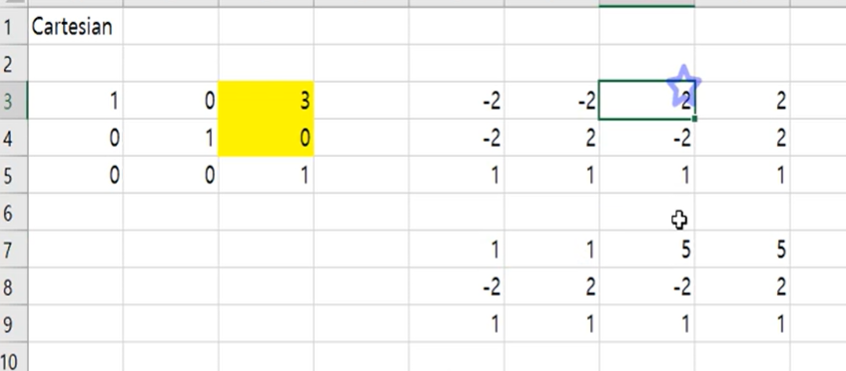 1 Cartesian
2
3 1 0 3 -2 -2 2 2
4 0 1 0 -2 2 -2 2
5 0 0 1 1 1 1 1
6
7 1 1 5 5
8 -2 2 -2 2
9 1 1 1 1
10